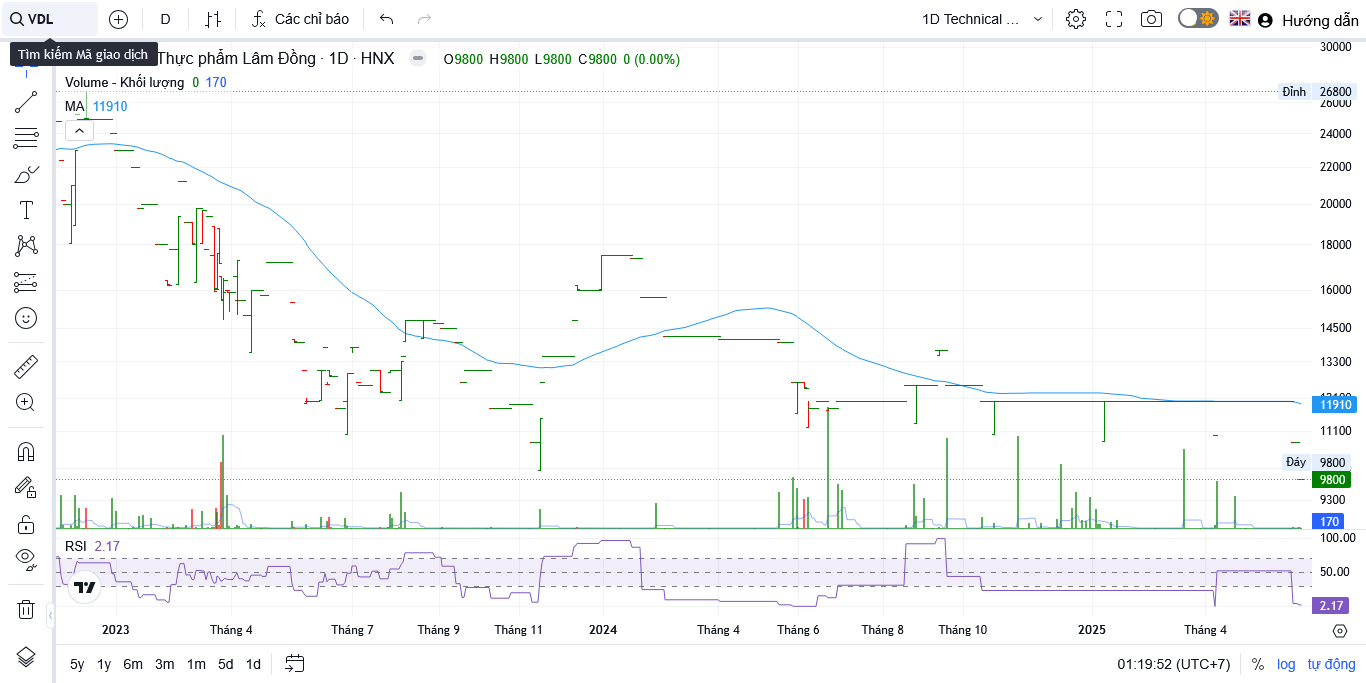 VDL
D
Các chỉ báo
1D Technical ...
Hướng dẫn
Tìm kiếm Mã giao dịch
Thực phẩm Lâm Đồng · 1D · HNX
O9800 H9800 L9800 C9800 0 (0.00%)
Volume - Khối lượng 0 170
MA 11910
30000
Đỉnh 26800
26000
24000
22000
20000
18000
16000
14500
13300
11910
11100
Đáy 9800
9800
9300
170
RSI 2.17
100.00
50.00
2.17
2023 Tháng 4 Tháng 7 Tháng 9 Tháng 11 2024 Tháng 4 Tháng 6 Tháng 8 Tháng 10 2025 Tháng 4
5y 1y 6m 3m 1m 5d 1d
01:19:52 (UTC+7) % log tự động